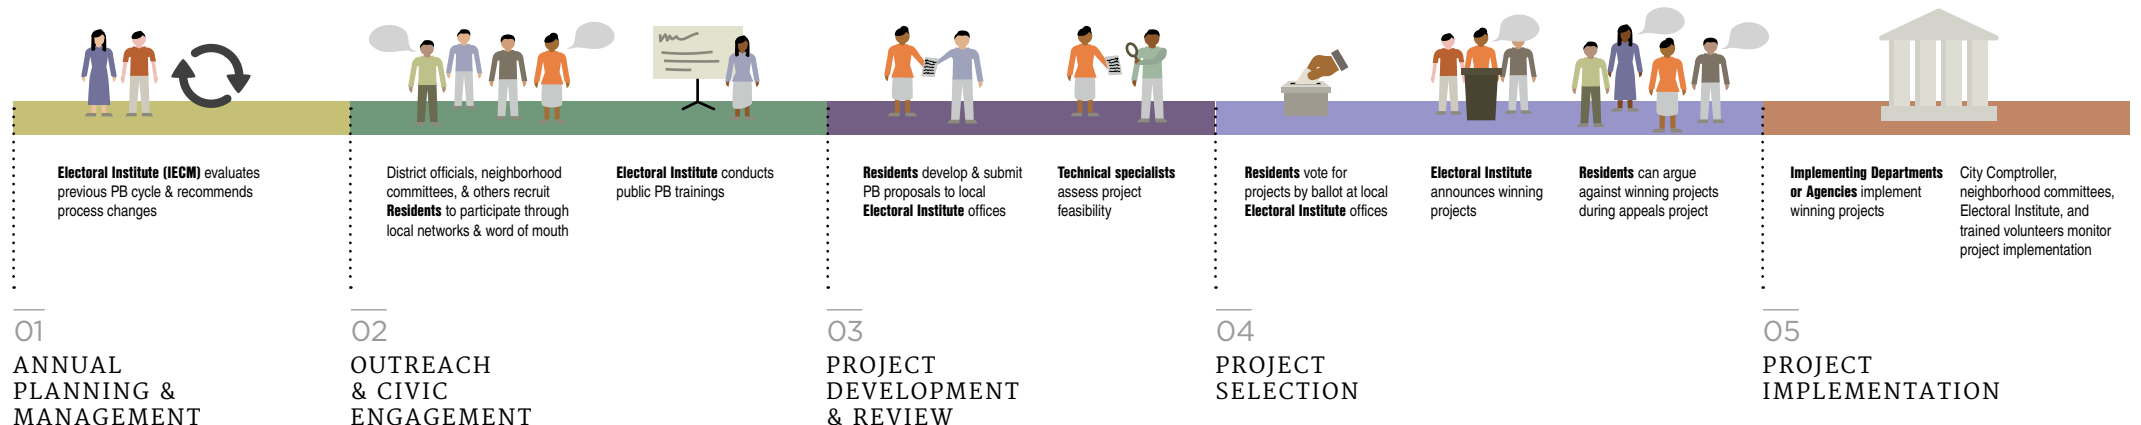 Electoral Institute (IECM) evaluates
previous PB cycle & recommends
process changes
District officials, neighborhood
committees, & others recruit
Residents to participate through
local networks & word of mouth
Electoral Institute conducts
public PB trainings
Residents develop & submit
PB proposals to local
Electoral Institute offices
Technical specialists
assess project
feasibility
Residents vote for
projects by ballot at local
Electoral Institute offices
Electoral Institute
announces winning
projects
Residents can argue
against winning projects
during appeals project
Implementing Departments
or Agencies implement
winning projects
City Comptroller,
neighborhood committees,
Electoral Institute, and
trained volunteers monitor
project implementation
01
ANNUAL
PLANNING &
MANAGEMENT
02
OUTREACH
& CIVIC
ENGAGEMENT
03
PROJECT
DEVELOPMENT
& REVIEW
04
PROJECT
SELECTION
05
PROJECT
IMPLEMENTATION